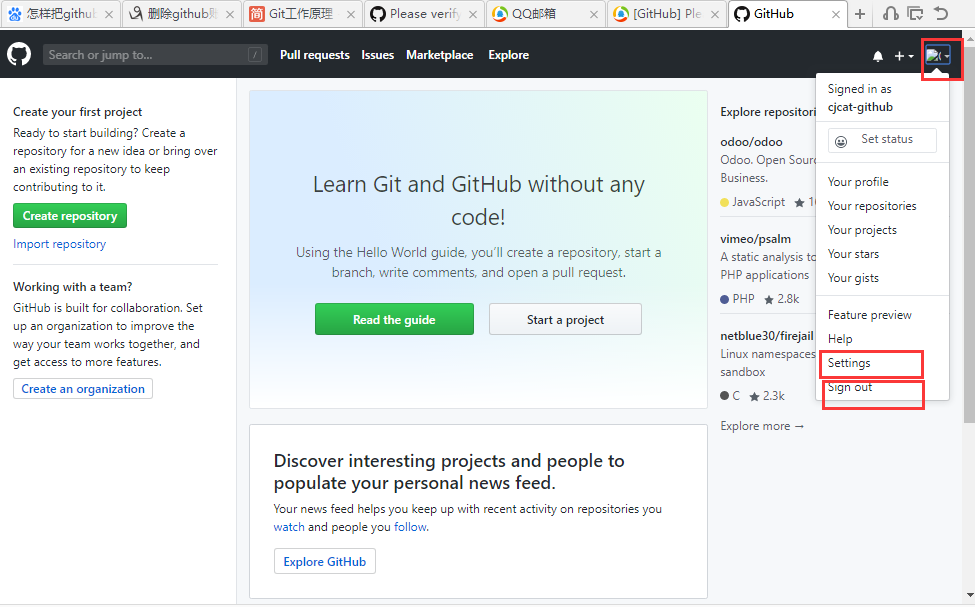 怎样把github
删除github账
Git工作原理
Please verify
QQ邮箱
[GitHub] Ple
GitHub
Search or jump to...
/
Pull requests
Issues
Marketplace
Explore
Create your first project
Ready to start building? Create a
repository for a new idea or bring over
an existing repository to keep
contributing to it.
Create repository
Import repository
Working with a team?
GitHub is built for collaboration. Set
up an organization to improve the
way your team works together, and
get access to more features.
Create an organization
Learn Git and GitHub without any
code!
Using the Hello World guide, you’ll create a repository, start a
branch, write comments, and open a pull request.
Read the guide
Start a project
Discover interesting projects and people to
populate your personal news feed.
Your news feed helps you keep up with recent activity on repositories you
watch and people you follow.
Explore GitHub
Explore repositori
odoo/odoo
Odoo. Open Sourc
Business.
JavaScript
vimeo/psalm
A static analysis to
PHP applications
PHP 2.8k
netblue30/firejail
Linux namespaces
sandbox
C 2.3k
Explore more →
Signed in as
cjcat-github
Set status
Your profile
Your repositories
Your projects
Your stars
Your gists
Feature preview
Help
Settings
Sign out